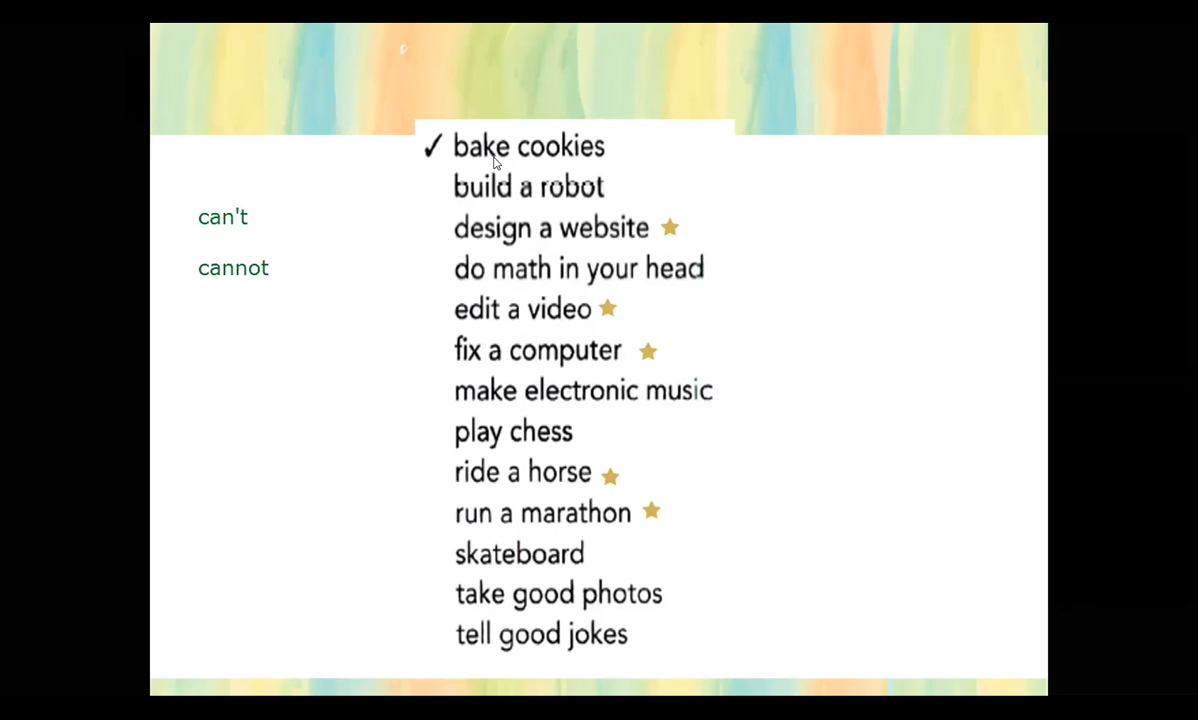 ✓ bake cookies
build a robot
design a website
do math in your head
edit a video
fix a computer
make electronic music
play chess
ride a horse
run a marathon
skateboard
take good photos
tell good jokes
can't
cannot